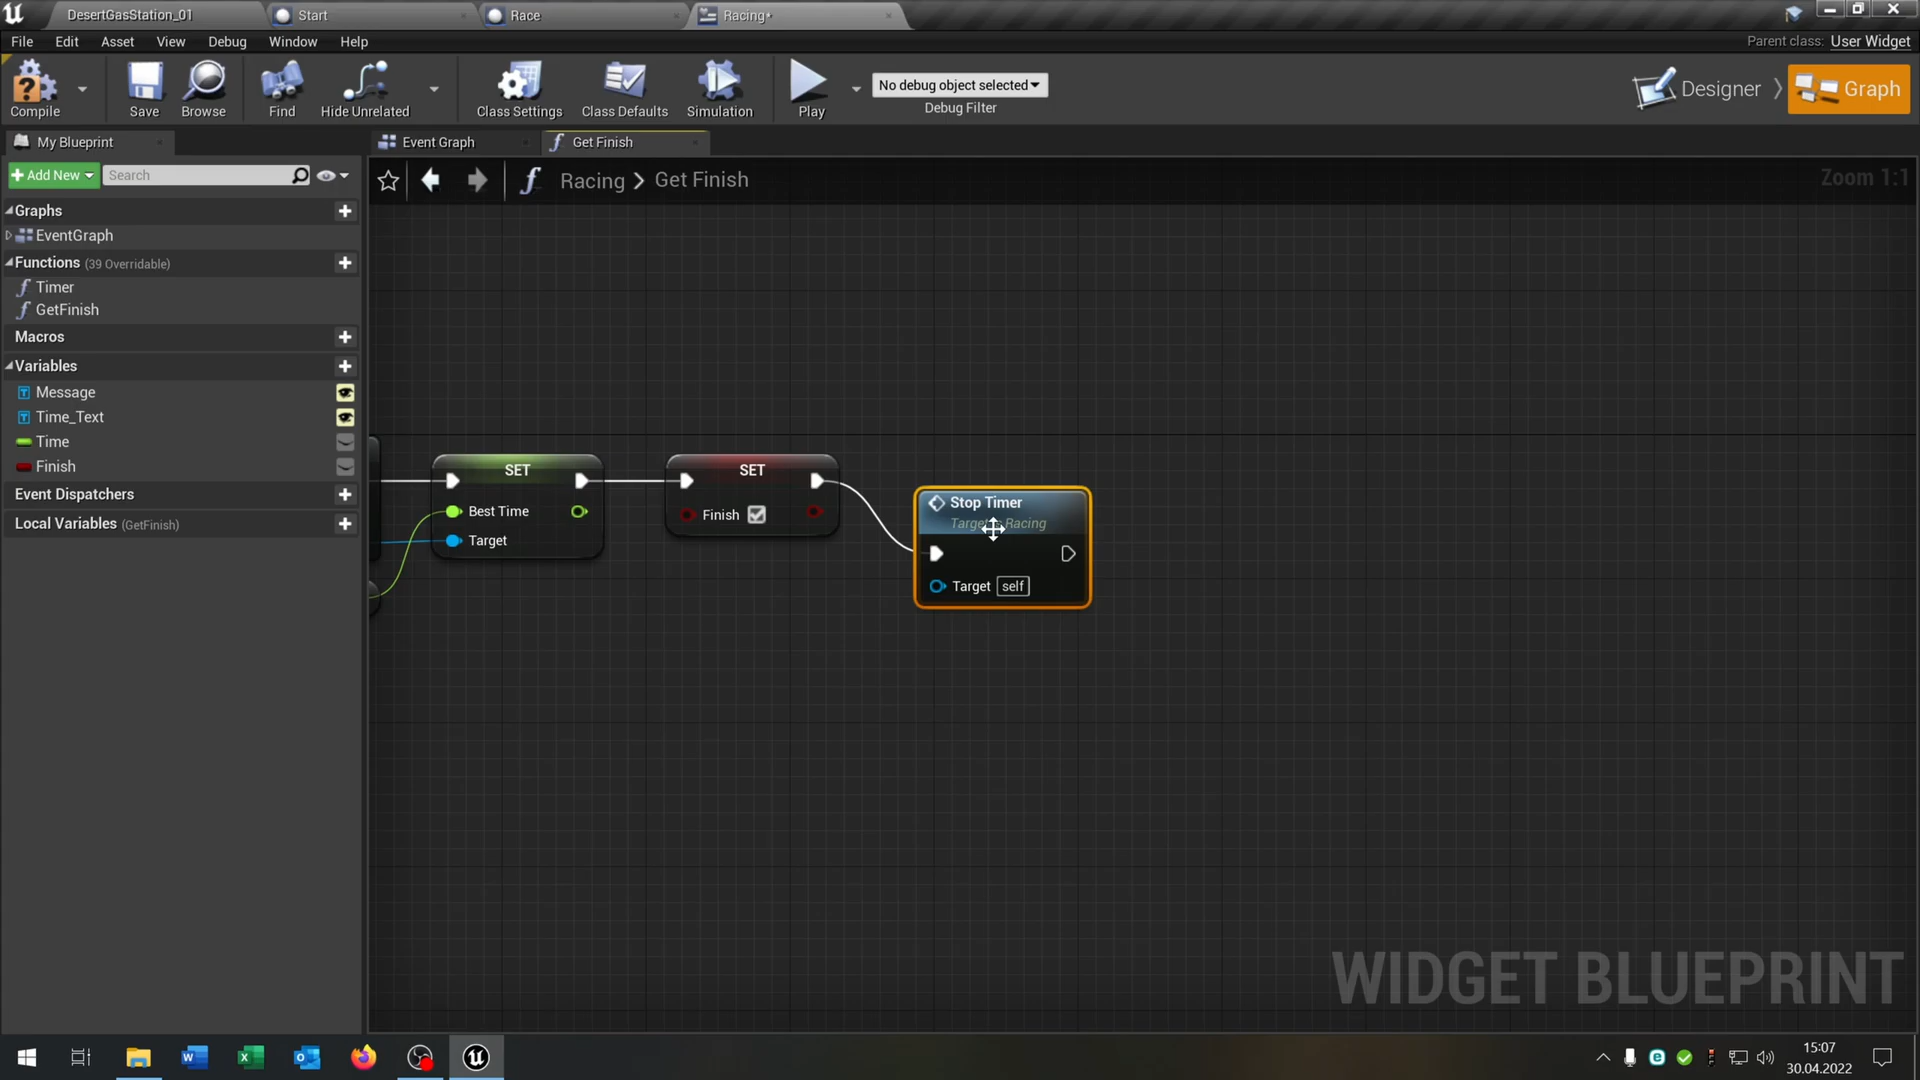 DesertGasStation_01
Start
Race
Racing*
File Edit Asset View Debug Window Help
Parent class: User Widget
Compile
Save
Browse
Find
Hide Unrelated
Class Settings
Class Defaults
Simulation
Play
No debug object selected
Debug Filter
Designer
Graph
My Blueprint
Event Graph
Get Finish
Add New
Search
Racing > Get Finish
Zoom 1:1
Graphs
EventGraph
Functions (39 Overridable)
Timer
GetFinish
Macros
Variables
Message
Time_Text
Time
Finish
Event Dispatchers
Local Variables (GetFinish)
SET
Best Time
Target
SET
Finish
Stop Timer
Racing
Target self
WIDGET BLUEPRINT
15:07
30.04.2022